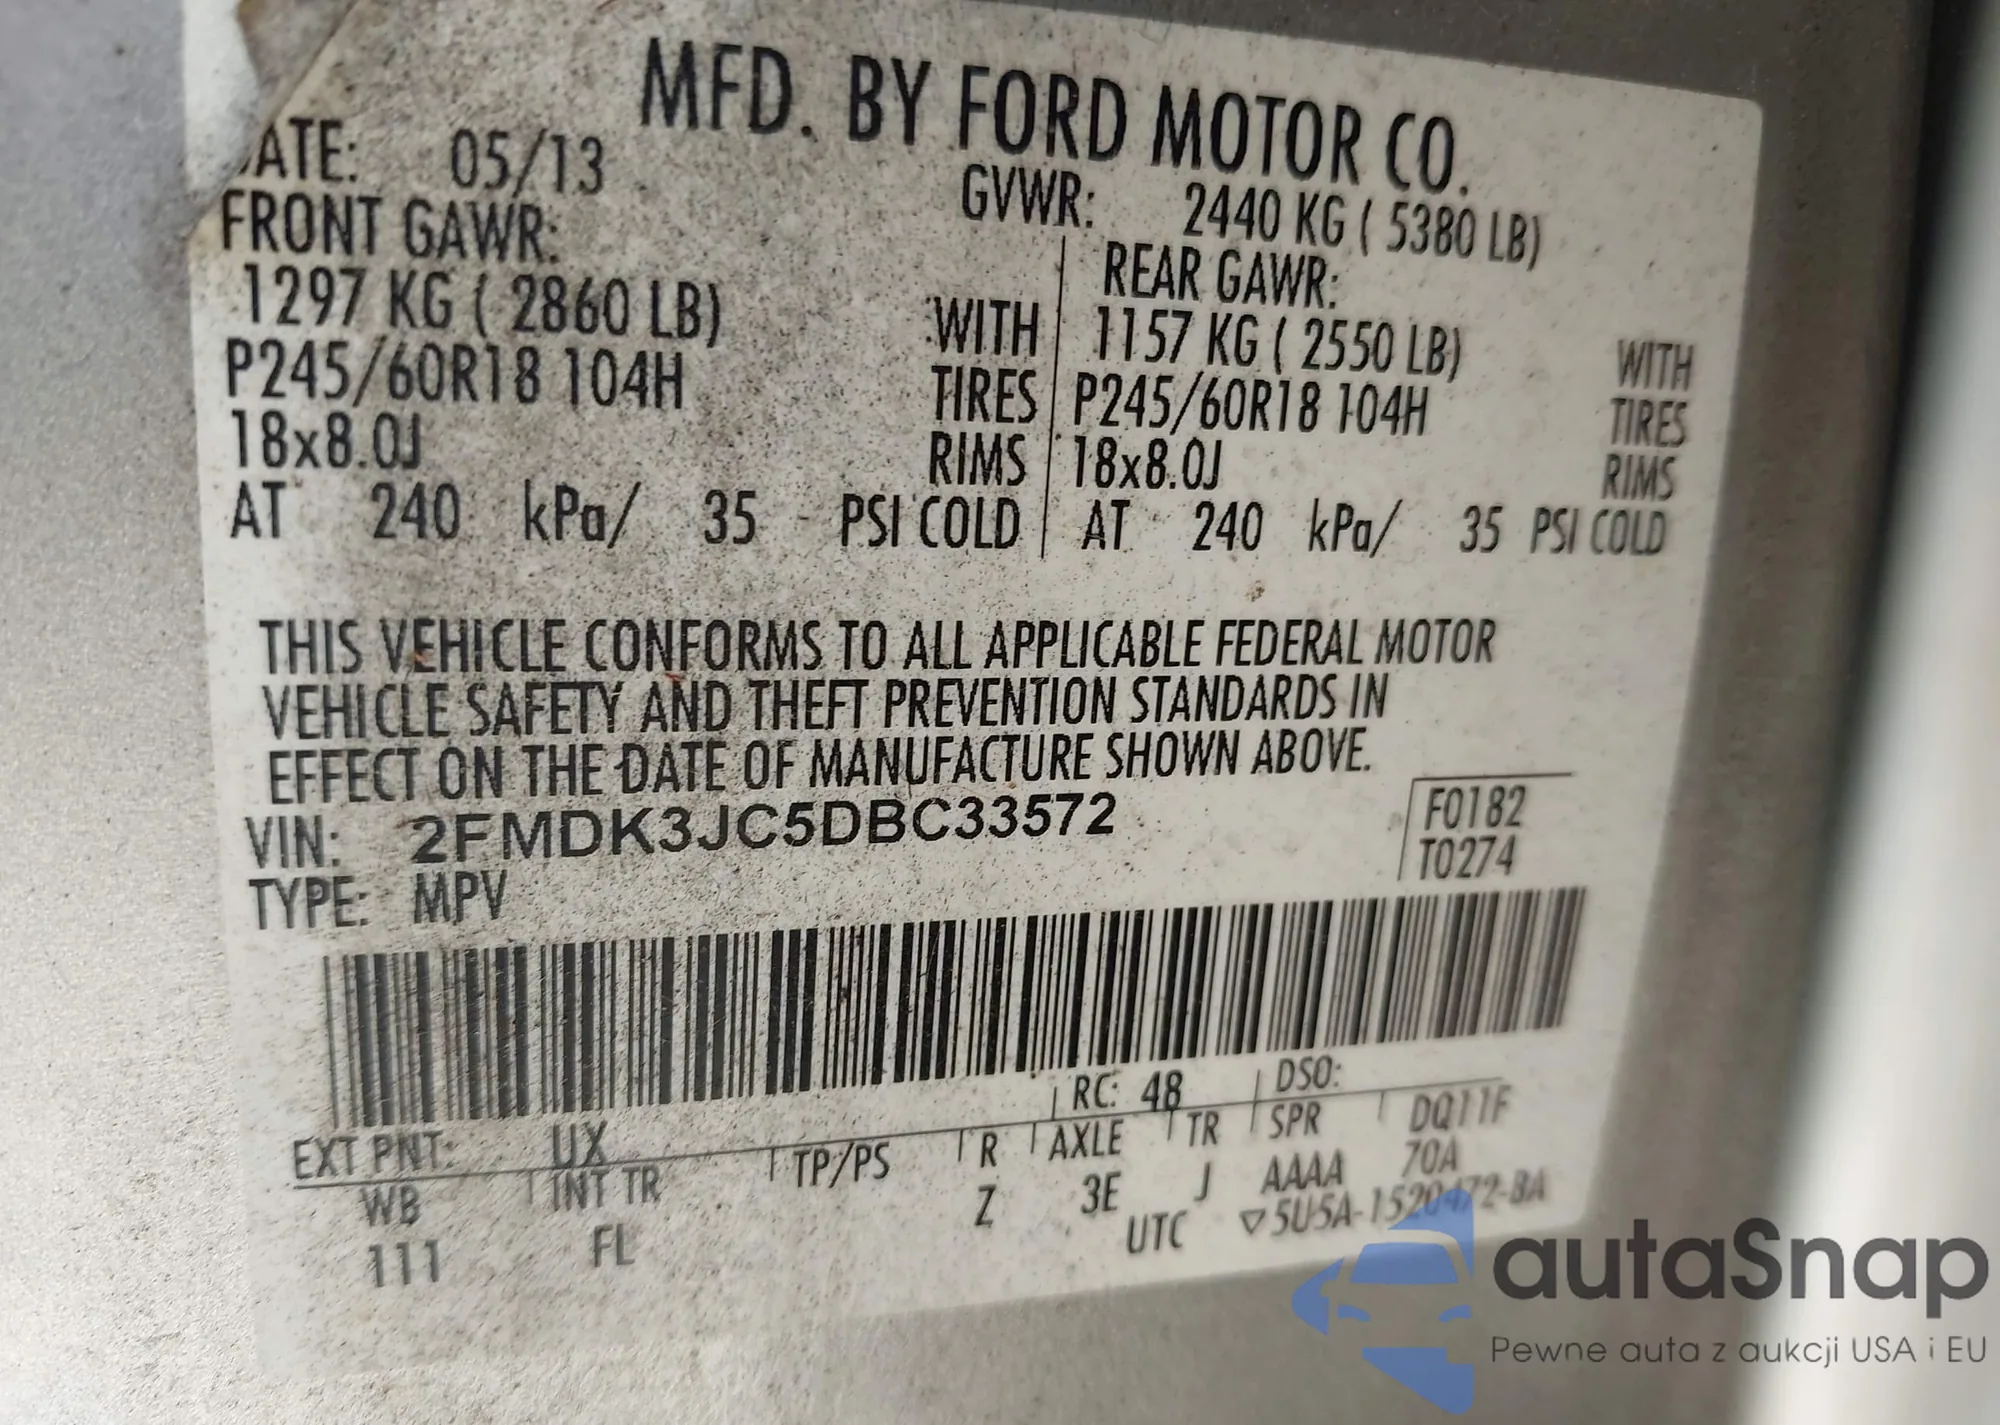 MFD. BY FORD MOTOR CO.
DATE: 05/13 GVWR: 2440 KG ( 5380 LB)
FRONT GAWR: REAR GAWR:
1297 KG ( 2860 LB) WITH 1157 KG ( 2550 LB) WITH
P245/60R18 104H TIRES P245/60R18 104H TIRES
18x8.0J RIMS 18x8.0J RIMS
AT 240 kPa/ 35 PSI COLD AT 240 kPa/ 35 PSI COLD
THIS VEHICLE CONFORMS TO ALL APPLICABLE FEDERAL MOTOR
VEHICLE SAFETY AND THEFT PREVENTION STANDARDS IN
EFFECT ON THE DATE OF MANUFACTURE SHOWN ABOVE.
VIN: 2FMDK3JC5DBC33572 F0182
TYPE: MPV T0274
EXT PNT: UX RC: 48 DSO:
WB INT TR TP/PS R AXLE TR SPR DQ11F
111 FL Z 3E J AAAA 70A
UTC ▽5U5A-1520472-BA
autaSnap
Pewne auta z aukcji USA i EU